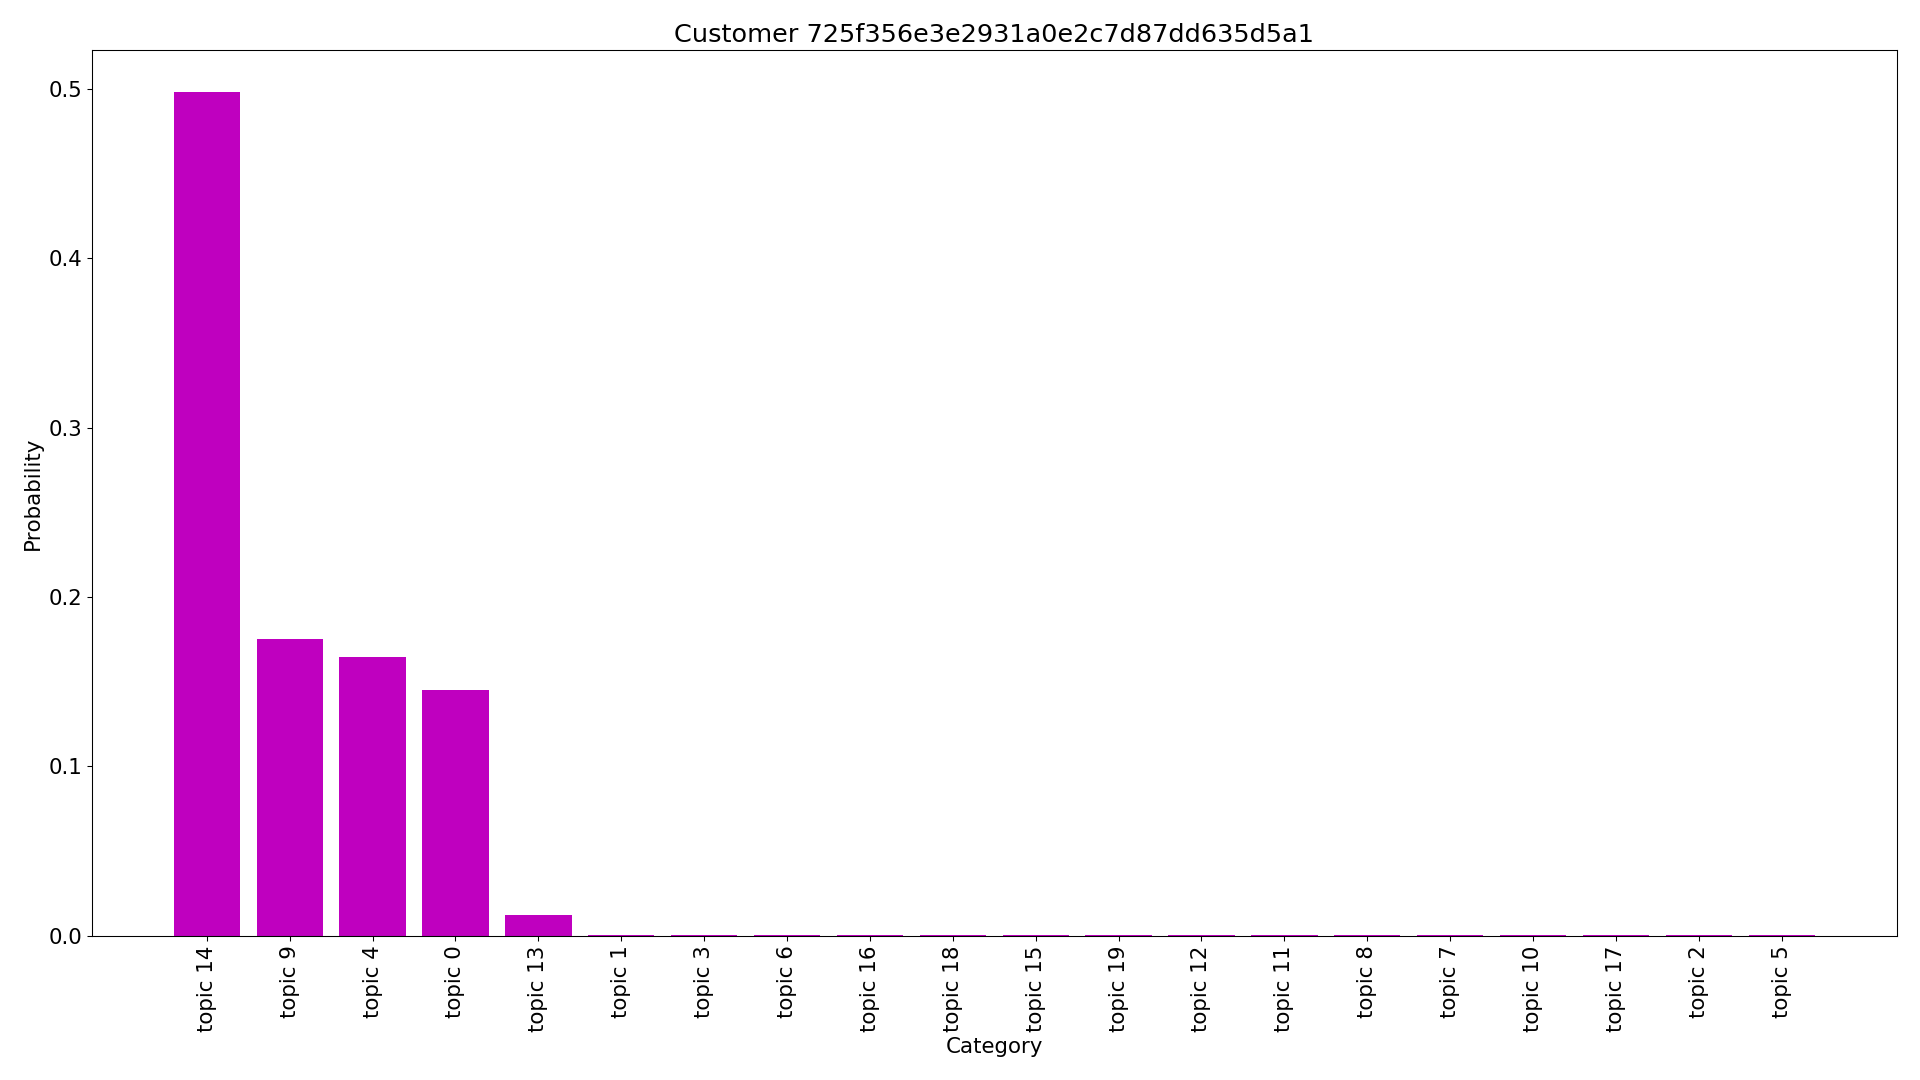 Customer 725f356e3e2931a0e2c7d87dd635d5a1
Probability
0.5
0.4
0.3
0.2
0.1
0.0
topic 14
topic 9
topic 4
topic 0
topic 13
topic 1
topic 3
topic 6
topic 16
topic 18
topic 15
topic 19
topic 12
topic 11
topic 8
topic 7
topic 10
topic 17
topic 2
topic 5
Category